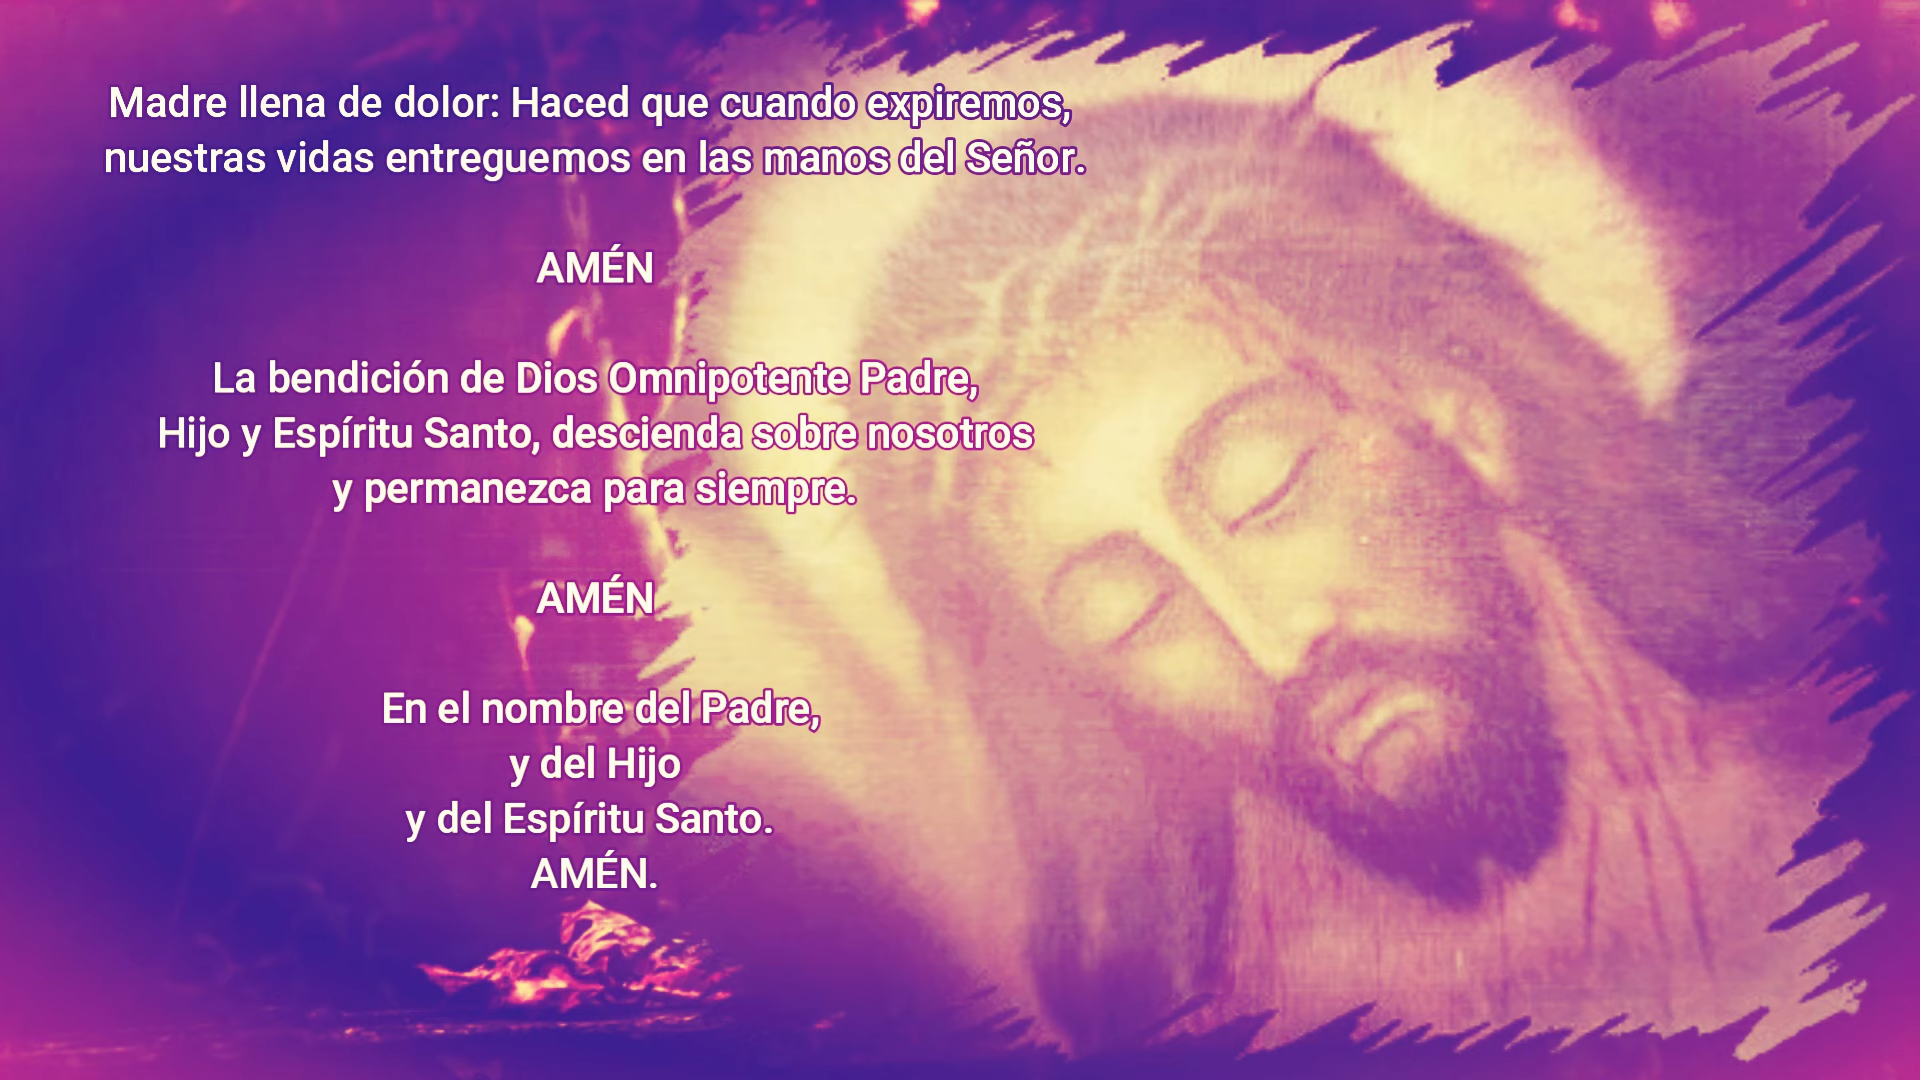 Madre llena de dolor: Haced que cuando expiremos,
nuestras vidas entreguemos en las manos del Señor.
AMÉN
La bendición de Dios Omnipotente Padre,
Hijo y Espíritu Santo, descienda sobre nosotros
y permanezca para siempre.
AMÉN
En el nombre del Padre,
y del Hijo
y del Espíritu Santo.
AMÉN.